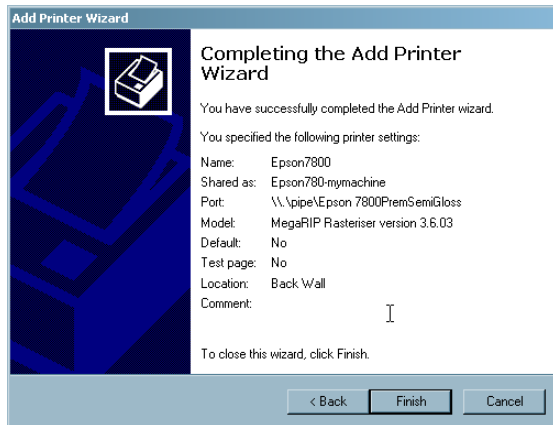 Add Printer Wizard
Completing the Add Printer
Wizard
You have successfully completed the Add Printer wizard.
You specified the following printer settings:
Name: Epson7800
Shared as: Epson780-mymachine
Port: \\.\pipe\Epson 7800PremSemiGloss
Model: MegaRIP Rasteriser version 3.6.03
Default: No
Test page: No
Location: Back Wall
Comment:
To close this wizard, click Finish.
< Back Finish Cancel